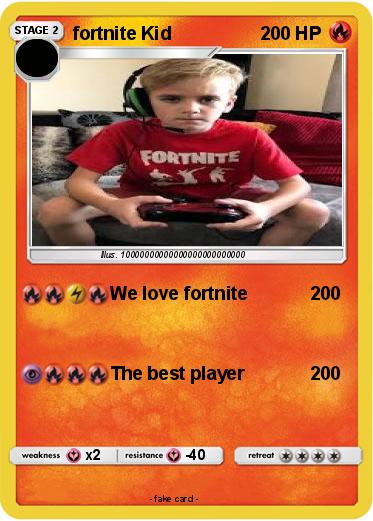 STAGE 2 fortnite Kid 200 HP
FORTNITE
Illus. 10000000000000000000000000
We love fortnite 200
The best player 200
weakness x2 resistance -40 retreat
- fake card -